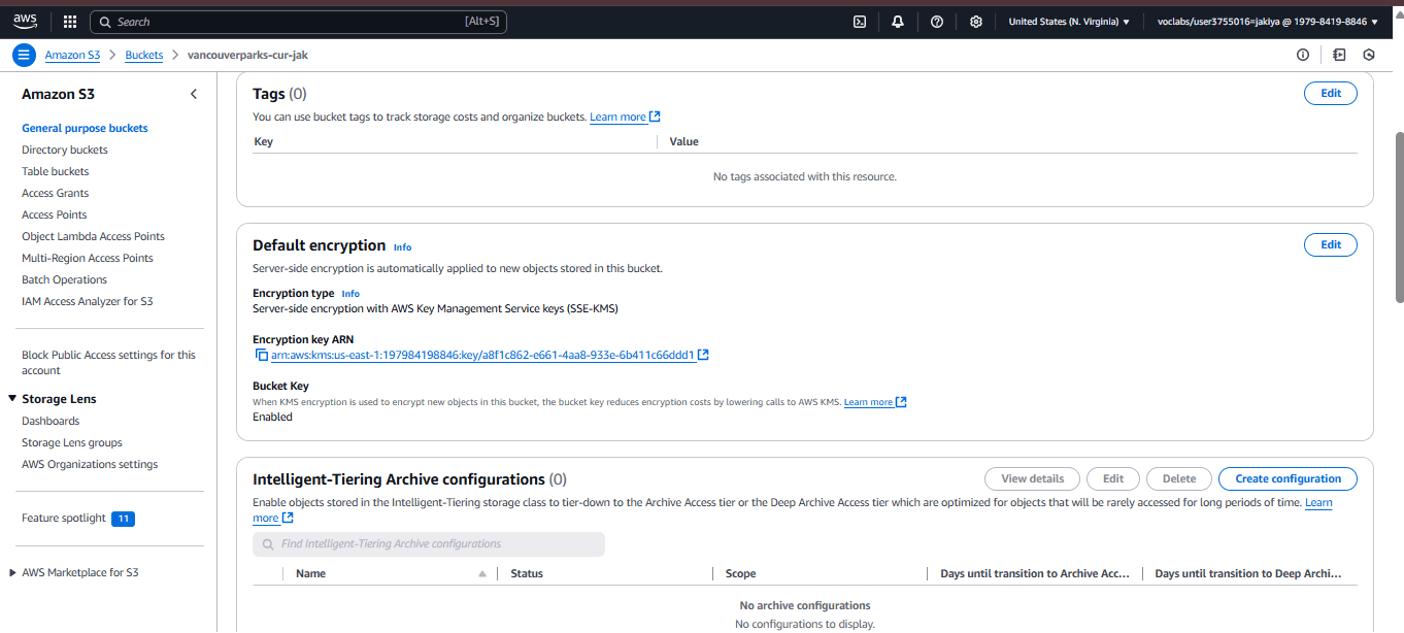 aws
Search [Alt+S]
United States (N. Virginia) ▼ voclabs/user3755016=jakiya @ 1979-8419-8846 ▼
Amazon S3 > Buckets > vancouverparks-cur-jak
Amazon S3
General purpose buckets
Directory buckets
Table buckets
Access Grants
Access Points
Object Lambda Access Points
Multi-Region Access Points
Batch Operations
IAM Access Analyzer for S3
Block Public Access settings for this
account
Storage Lens
Dashboards
Storage Lens groups
AWS Organizations settings
Feature spotlight 11
AWS Marketplace for S3
Tags (0) Edit
You can use bucket tags to track storage costs and organize buckets. Learn more
Key Value
No tags associated with this resource.
Default encryption Info Edit
Server-side encryption is automatically applied to new objects stored in this bucket.
Encryption type Info
Server-side encryption with AWS Key Management Service keys (SSE-KMS)
Encryption key ARN
arn:aws:kms:us-east-1:197984198846:key/a8f1c862-e661-4aa8-933e-6b411c66ddd1
Bucket Key
When KMS encryption is used to encrypt new objects in this bucket, the bucket key reduces encryption costs by lowering calls to AWS KMS. Learn more
Enabled
Intelligent-Tiering Archive configurations (0) View details Edit Delete Create configuration
Enable objects stored in the Intelligent-Tiering storage class to tier-down to the Archive Access tier or the Deep Archive Access tier which are optimized for objects that will be rarely accessed for long periods of time. Learn
more
Find Intelligent-Tiering Archive configurations
Name Status Scope Days until transition to Archive Acc... Days until transition to Deep Archi...
No archive configurations
No configurations to display.